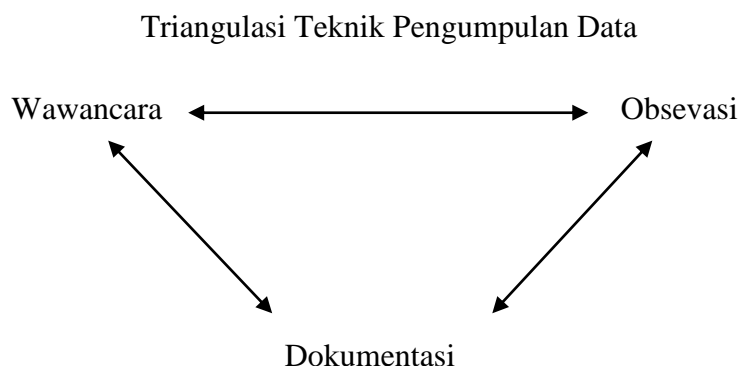 Triangulasi Teknik Pengumpulan Data
Wawancara Obsevasi
Dokumentasi